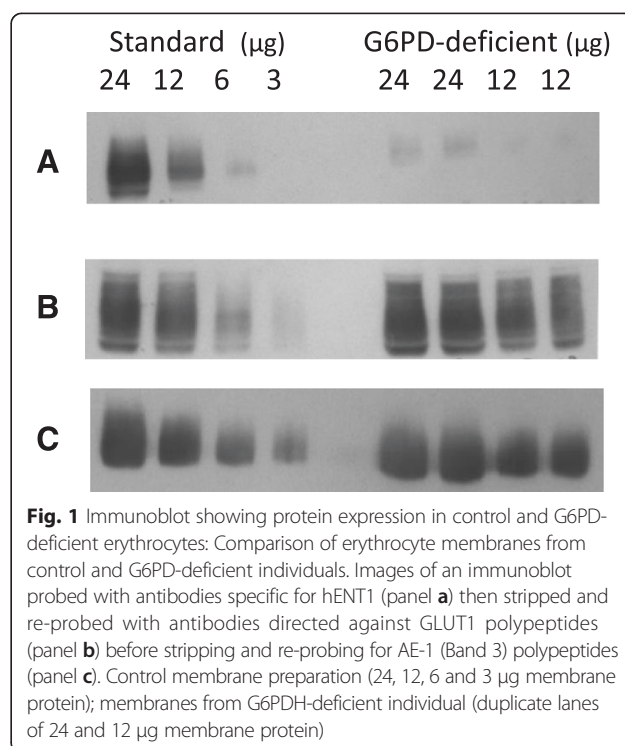 Standard (µg) G6PD-deficient (µg)
24 12 6 3 24 24 12 12
A
B
C
Fig. 1 Immunoblot showing protein expression in control and G6PD-
deficient erythrocytes: Comparison of erythrocyte membranes from
control and G6PD-deficient individuals. Images of an immunoblot
probed with antibodies specific for hENT1 (panel a) then stripped and
re-probed with antibodies directed against GLUT1 polypeptides
(panel b) before stripping and re-probing for AE-1 (Band 3) polypeptides
(panel c). Control membrane preparation (24, 12, 6 and 3 µg membrane
protein); membranes from G6PDH-deficient individual (duplicate lanes
of 24 and 12 µg membrane protein)